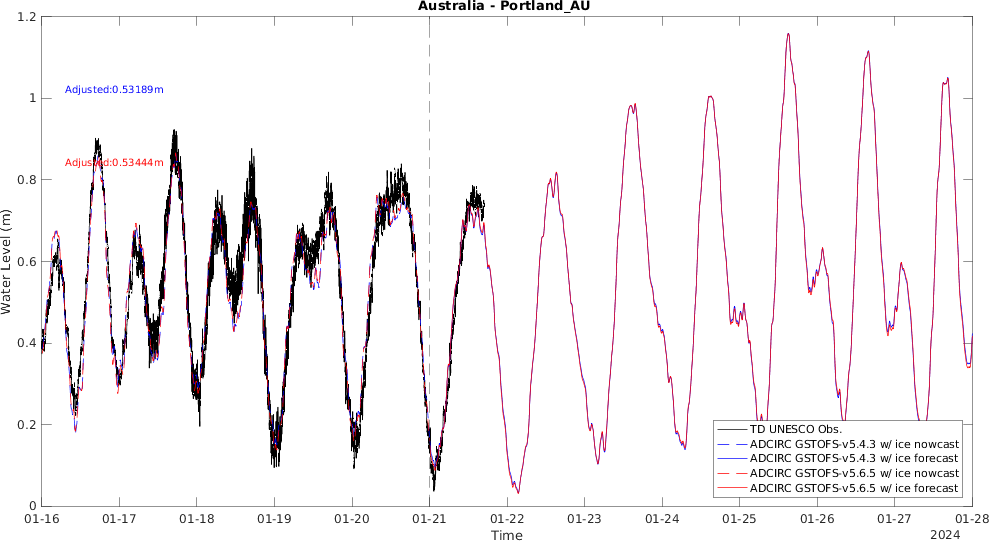 Australia - Portland_AU
1.2
1
0.8
0.6
0.4
0.2
0
Water Level (m)
Adjusted:0.53189m
Adjusted:0.53444m
TD UNESCO Obs.
ADCIRC GSTOFS-v5.4.3 w/ ice nowcast
ADCIRC GSTOFS-v5.4.3 w/ ice forecast
ADCIRC GSTOFS-v5.6.5 w/ ice nowcast
ADCIRC GSTOFS-v5.6.5 w/ ice forecast
01-16 01-17 01-18 01-19 01-20 01-21 01-22 01-23 01-24 01-25 01-26 01-27 01-28
Time
2024